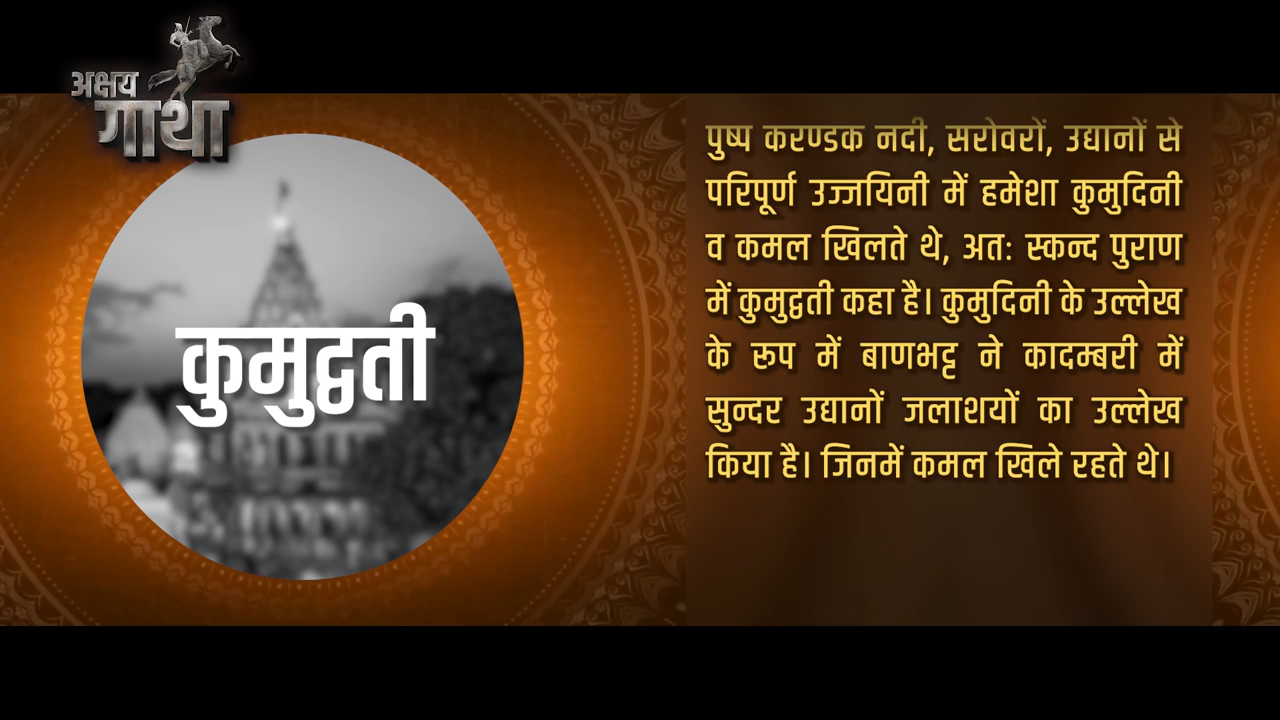 अक्षय
गाथा
कुमुद्वती
पुष्प करण्डक नदी, सरोवरों, उद्यानों से
परिपूर्ण उज्जयिनी में हमेशा कुमुदिनी
व कमल खिलते थे, अतः स्कन्द पुराण
में कुमुद्वती कहा है। कुमुदिनी के उल्लेख
के रूप में बाणभट्ट ने कादम्बरी में
सुन्दर उद्यानों जलाशयों का उल्लेख
किया है। जिनमें कमल खिले रहते थे।